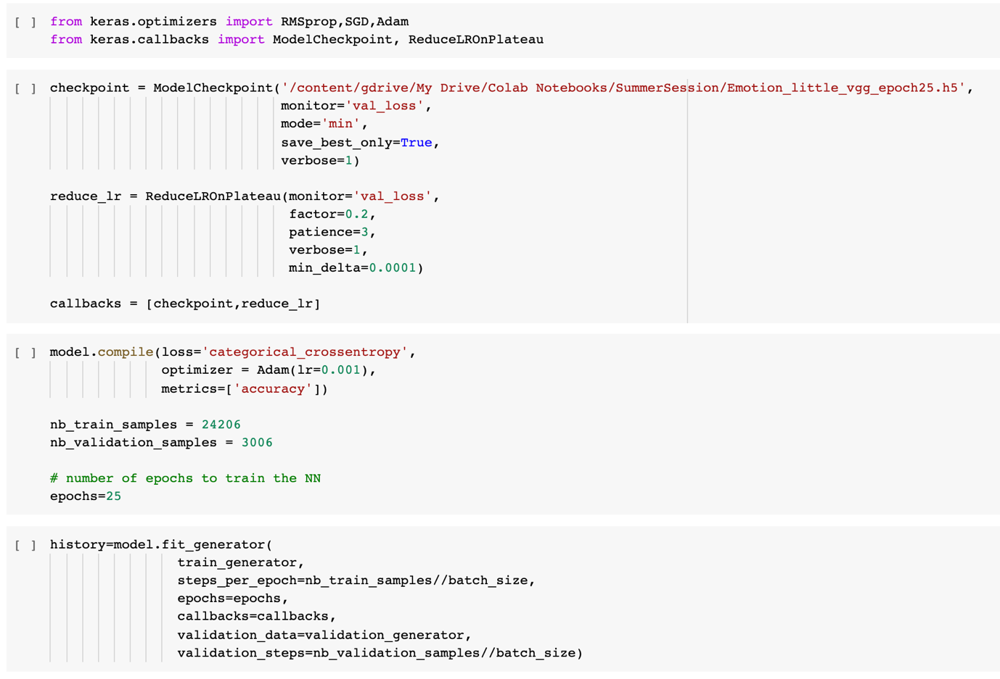 [ ] from keras.optimizers import RMSprop,SGD,Adam
from keras.callbacks import ModelCheckpoint, ReduceLROnPlateau
[ ] checkpoint = ModelCheckpoint('/content/gdrive/My Drive/Colab Notebooks/SummerSession/Emotion_little_vgg_epoch25.h5',
monitor='val_loss',
mode='min',
save_best_only=True,
verbose=1)
reduce_lr = ReduceLROnPlateau(monitor='val_loss',
factor=0.2,
patience=3,
verbose=1,
min_delta=0.0001)
callbacks = [checkpoint,reduce_lr]
[ ] model.compile(loss='categorical_crossentropy',
optimizer = Adam(lr=0.001),
metrics=['accuracy'])
nb_train_samples = 24206
nb_validation_samples = 3006
# number of epochs to train the NN
epochs=25
[ ] history=model.fit_generator(
train_generator,
steps_per_epoch=nb_train_samples//batch_size,
epochs=epochs,
callbacks=callbacks,
validation_data=validation_generator,
validation_steps=nb_validation_samples//batch_size)